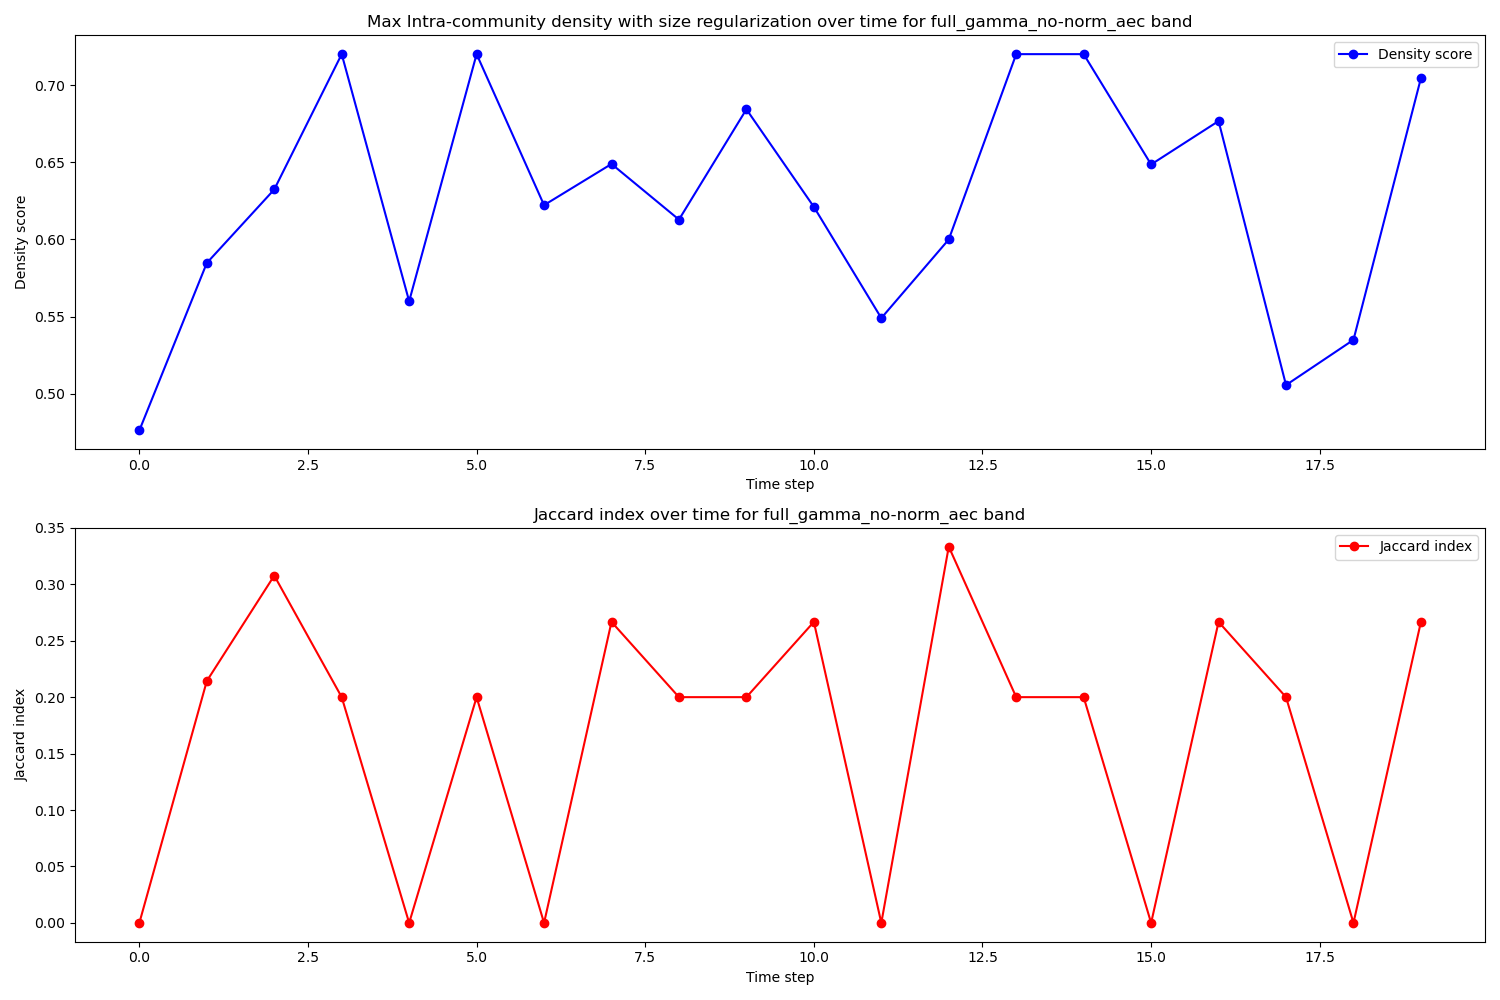 Max Intra-community density with size regularization over time for full_gamma_no-norm_aec band
Density score
0.70
0.65
0.60
0.55
0.50
Density score
0.0 2.5 5.0 7.5 10.0 12.5 15.0 17.5
Time step
Jaccard index over time for full_gamma_no-norm_aec band
Jaccard index
0.35
0.30
0.25
0.20
0.15
0.10
0.05
0.00
Jaccard index
0.0 2.5 5.0 7.5 10.0 12.5 15.0 17.5
Time step